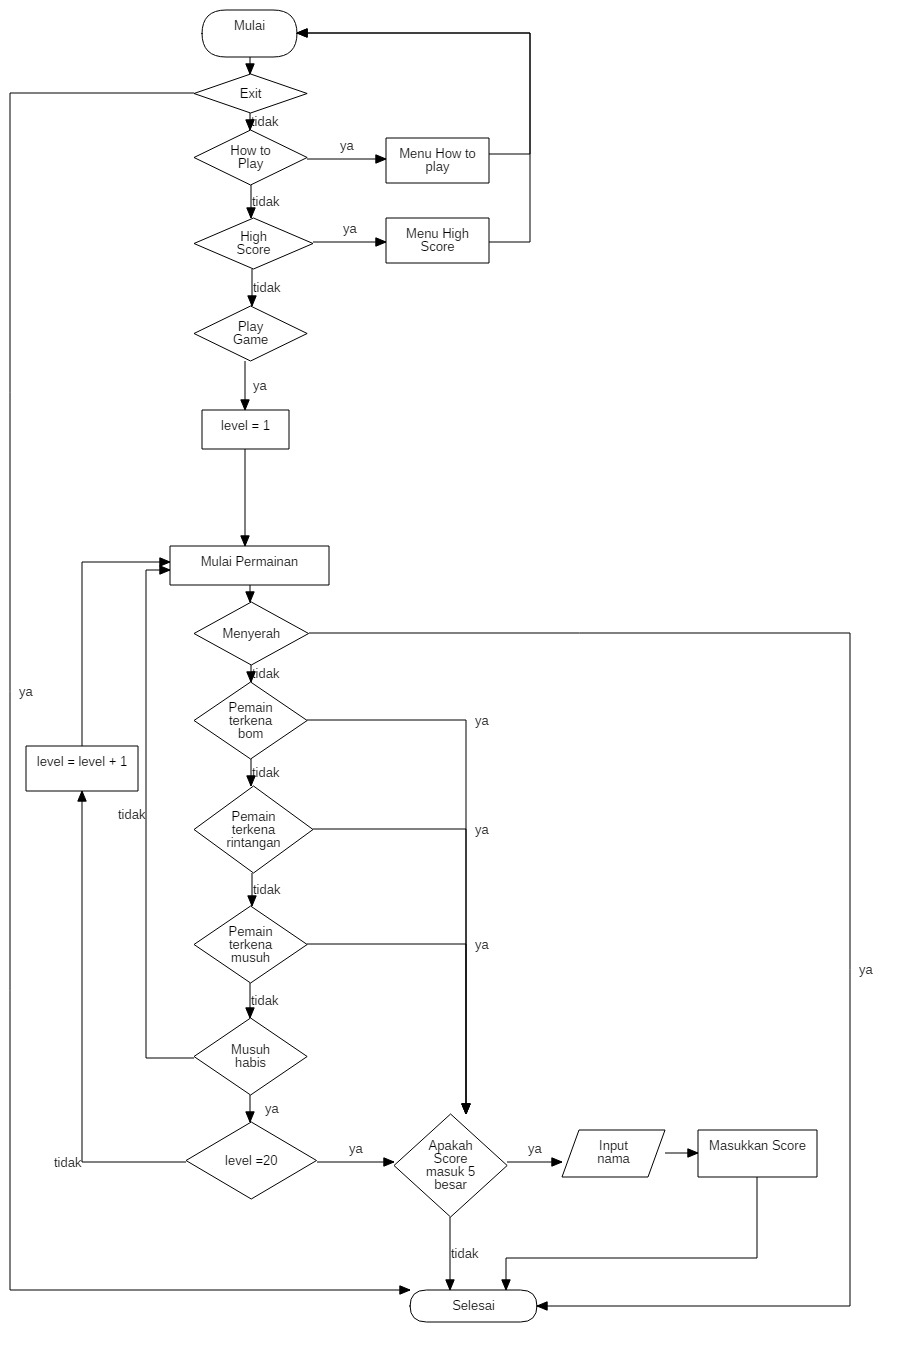 Mulai
Exit
tidak
How to
Play
ya
Menu How to
play
tidak
High
Score
ya
Menu High
Score
tidak
Play
Game
ya
level = 1
Mulai Permainan
Menyerah
tidak
ya
Pemain
terkena
bom
ya
level = level + 1
tidak
tidak
Pemain
terkena
rintangan
ya
tidak
Pemain
terkena
musuh
ya
ya
tidak
Musuh
habis
ya
level =20
tidak
ya
Apakah
Score
masuk 5
besar
ya
Input
nama
Masukkan Score
tidak
Selesai